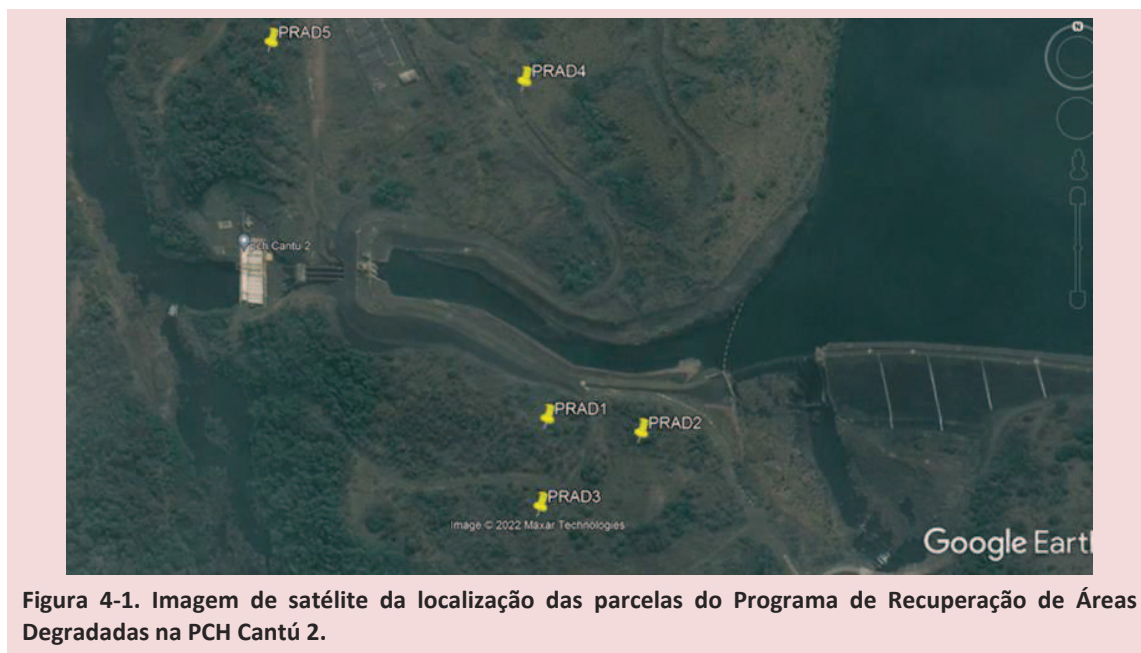 N
PRAD5
PRAD4
pch Cantu 2
PRAD1
PRAD2
PRAD3
Image © 2022 Maxar Technologies
Google Eart
Figura 4-1. Imagem de satélite da localização das parcelas do Programa de Recuperação de Áreas
Degradadas na PCH Cantú 2.